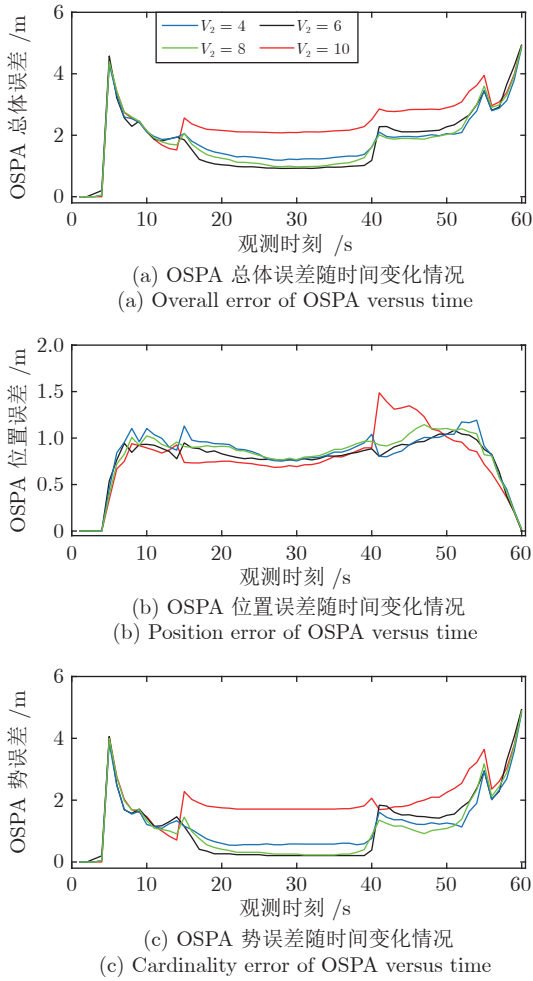 6
4
2
0
OSPA 总体误差 /m
V₂ = 4
V₂ = 6
V₂ = 8
V₂ = 10
0 10 20 30 40 50 60
观测时刻 /s
(a) OSPA 总体误差随时间变化情况
(a) Overall error of OSPA versus time
2.0
1.5
1.0
0.5
0
OSPA 位置误差 /m
0 10 20 30 40 50 60
观测时刻 /s
(b) OSPA 位置误差随时间变化情况
(b) Position error of OSPA versus time
6
4
2
0
OSPA 势误差 /m
0 10 20 30 40 50 60
观测时刻 /s
(c) OSPA 势误差随时间变化情况
(c) Cardinality error of OSPA versus time